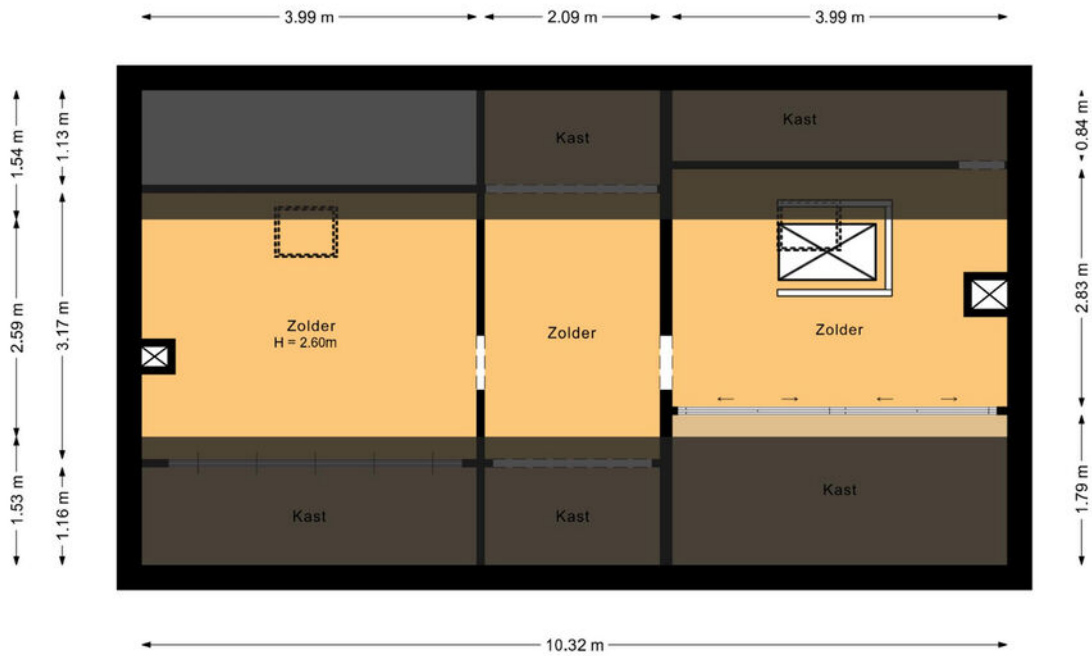 3.99 m
2.09 m
3.99 m
1.54 m
1.13 m
0.84 m
Kast
Kast
2.59 m
3.17 m
2.83 m
Zolder
H = 2.60m
Zolder
Zolder
1.53 m
1.16 m
1.79 m
Kast
Kast
Kast
10.32 m